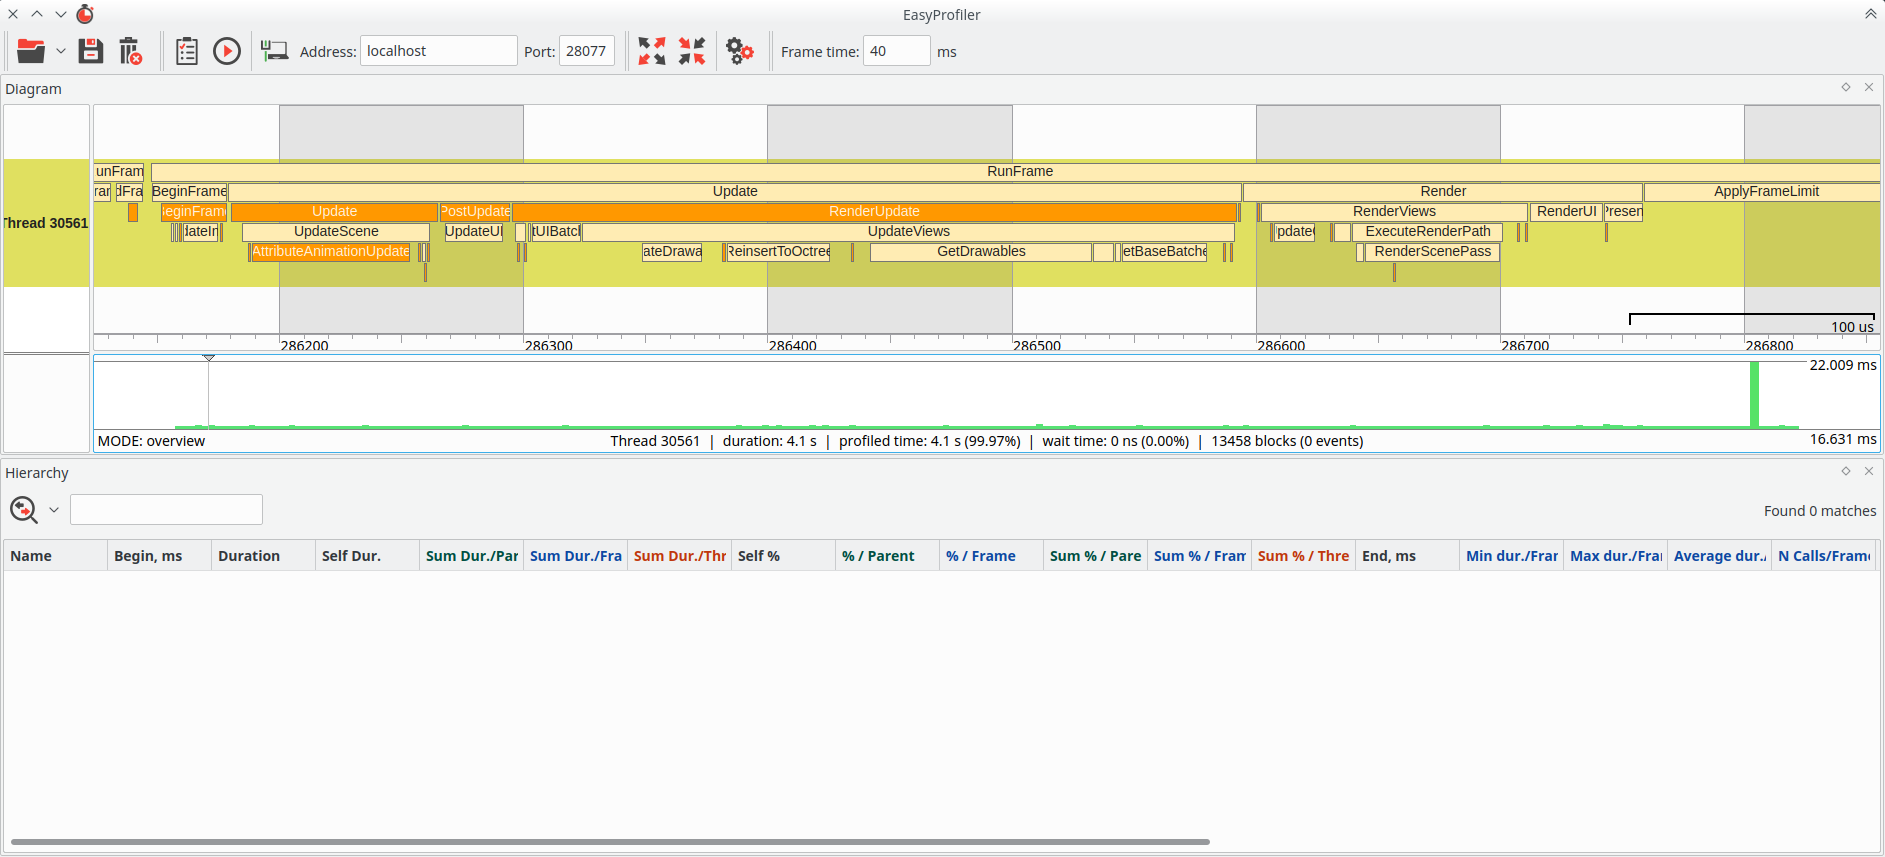 EasyProfiler
Address: localhost Port: 28077 Frame time: 40 ms
Diagram
unFram RunFrame
rar dFra BeginFrame Update Render ApplyFrameLimit
eginFram Update PostUpdate RenderUpdate RenderViews RenderUI Presen
Thread 30561
dateIn UpdateScene UpdateUI tUIBatch UpdateViews pdate ExecuteRenderPath
AttributeAnimationUpdate ateDrawa ReinsertToOctree GetDrawables etBaseBatche RenderScenePass
100 us
286200 286300 286400 286500 286600 286700 286800
22.009 ms
MODE: overview Thread 30561 | duration: 4.1 s | profiled time: 4.1 s (99.97%) | wait time: 0 ns (0.00%) | 13458 blocks (0 events) 16.631 ms
Hierarchy
Found 0 matches
Name Begin, ms Duration Self Dur. Sum Dur./Par Sum Dur./Fra Sum Dur./Thr Self % % / Parent % / Frame Sum % / Pare Sum % / Fram Sum % / Thre End, ms Min dur./Fran Max dur./Fra Average dur./ N Calls/Frame